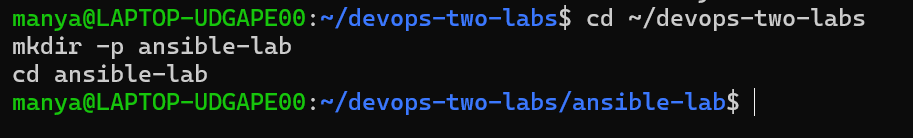 manya@LAPTOP-UDGAPE00:~/devops-two-labs$ cd ~/devops-two-labs
mkdir -p ansible-lab
cd ansible-lab
manya@LAPTOP-UDGAPE00:~/devops-two-labs/ansible-lab$